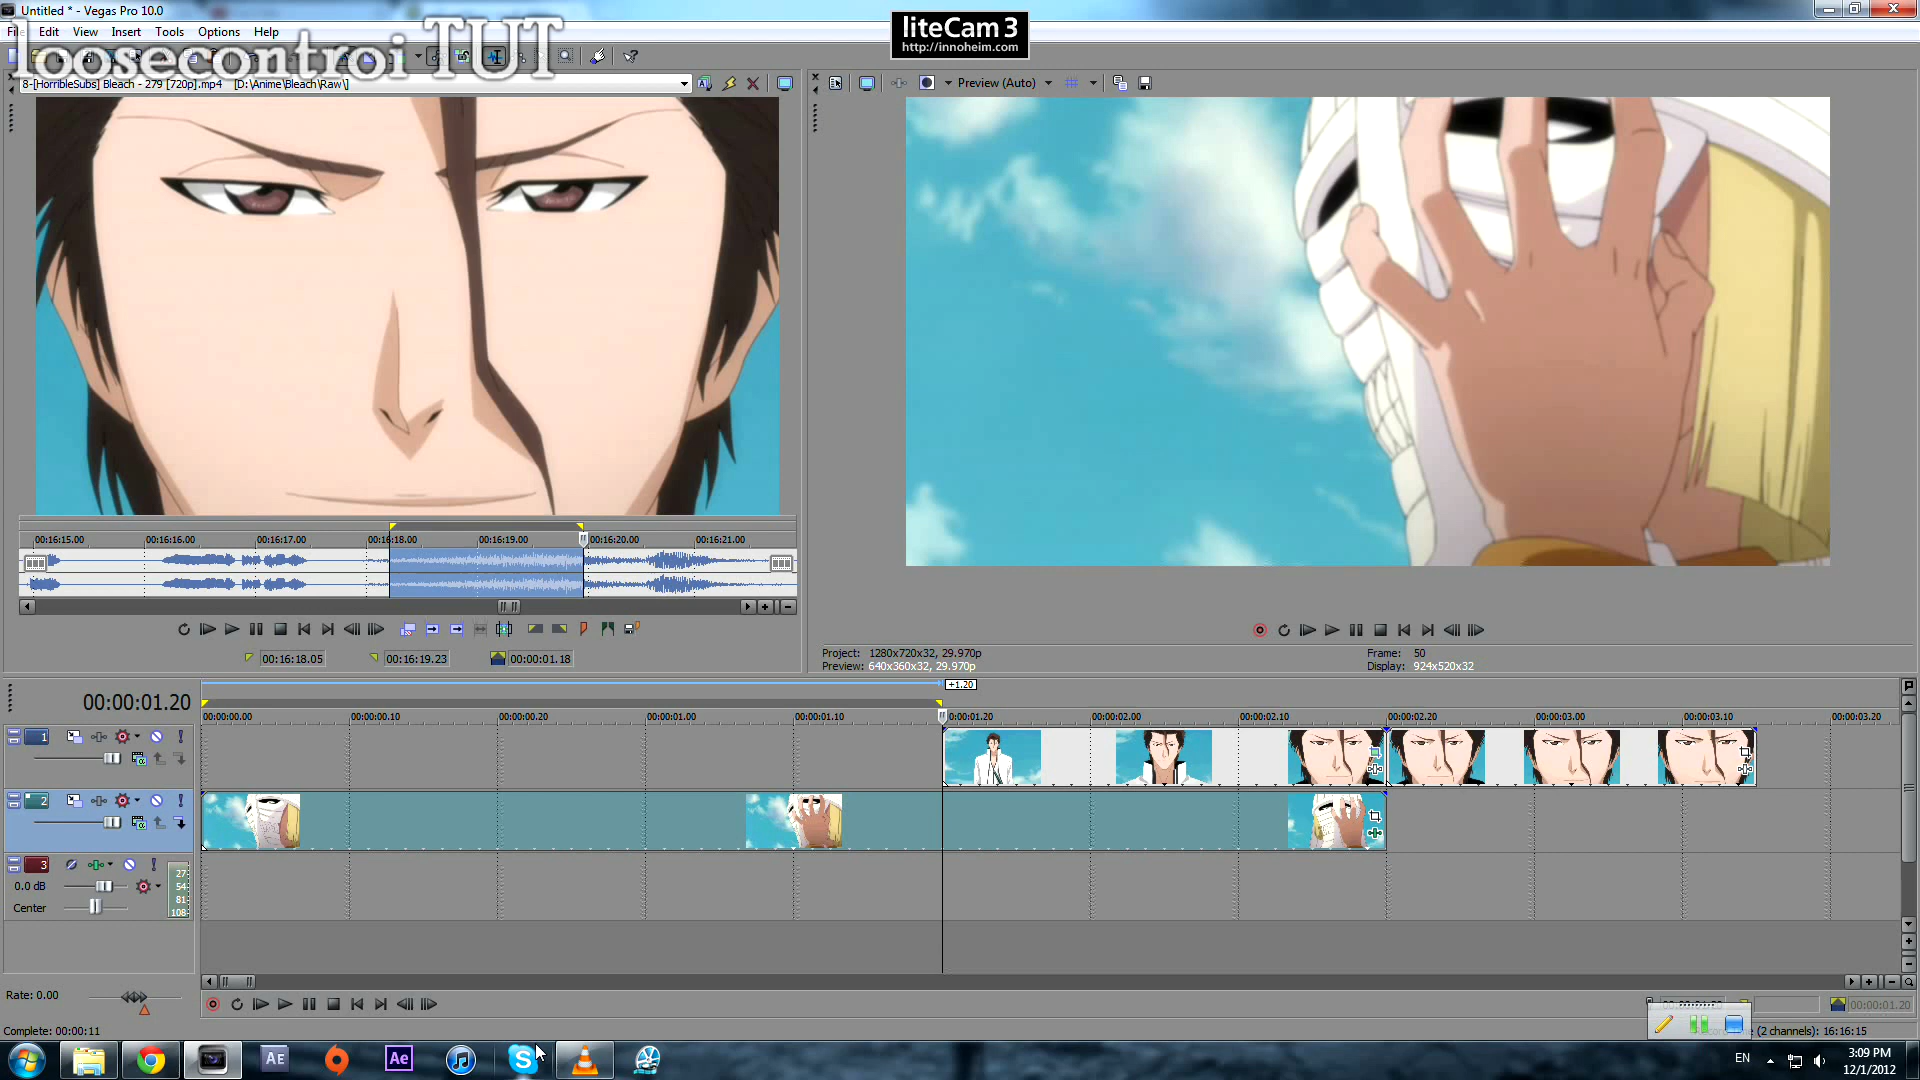 Untitled * - Vegas Pro 10.0
Edit View Insert Tools Options Help
loosecontroi TUT
liteCam 3
http://innoheim.com
8-[HorribleSubs] Bleach - 279 [720p].mp4 [D:\Anime\Bleach\Raw\]
Preview (Auto)
00:16:15.00 00:16:16.00 00:16:17.00 00:16:18.00 00:16:19.00 00:16:20.00 00:16:21.00
00:16:18.05 00:16:19.23 00:00:01.18
Project: 1280x720x32, 29.970p
Preview: 640x360x32, 29.970p
Frame: 50
Display: 924x520x32
+1.20
00:00:01.20
00:00:00.00 00:00:00.10 00:00:00.20 00:00:01.00 00:00:01.10 0:00:01.20 00:00:02.00 00:00:02.10 00:00:02.20 00:00:03.00 00:00:03.10 00:00:03.20
1
2
3
0.0 dB
Center
27
54
81
108
Rate: 0.00
00:00:01.20
Complete: 00:00:11
(2 channels): 16:16:15
AE
Ae
EN
3:09 PM
12/1/2012